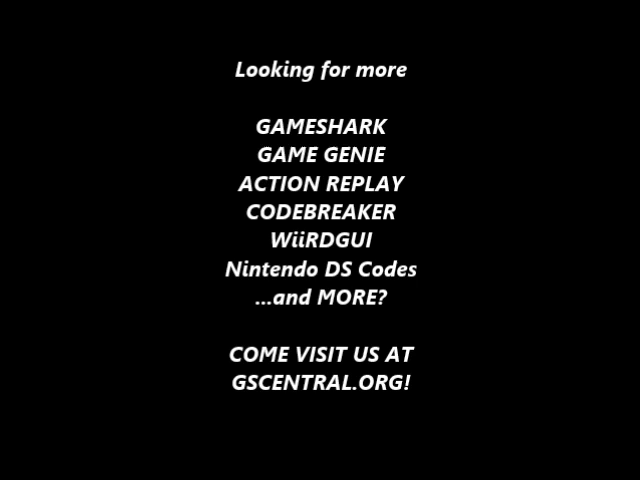 Looking for more
GAMESHARK
GAME GENIE
ACTION REPLAY
CODEBREAKER
WiiRDGUI
Nintendo DS Codes
...and MORE?
COME VISIT US AT
GSCENTRAL.ORG!